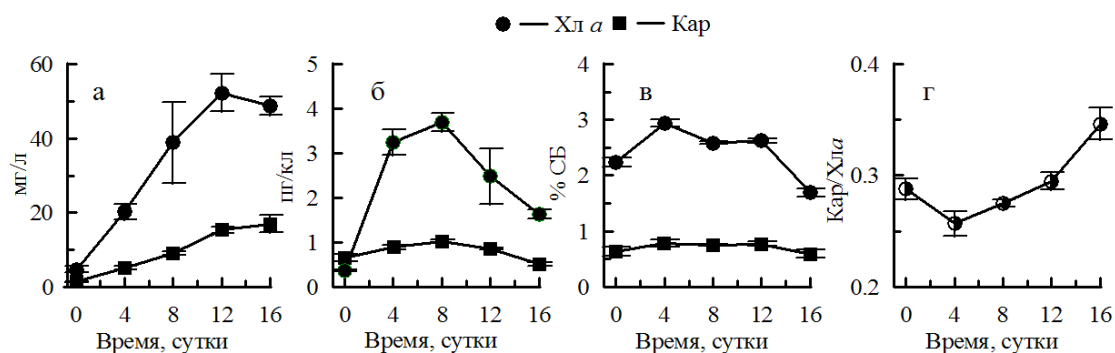 Хл a Кар
а
60
40
20
0
мг/л
0 4 8 12 16
Время, сутки
б
5
4
3
2
1
0
пг/кл
0 4 8 12 16
Время, сутки
в
4
3
2
1
0
% СБ
0 4 8 12 16
Время, сутки
г
0.4
0.3
0.2
Кар/Хла
0 4 8 12 16
Время, сутки